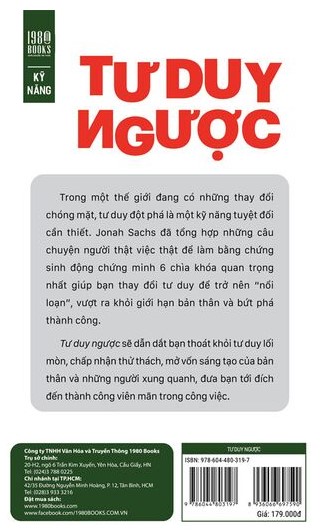 1980
BOOKS
KỸ
NĂNG
TƯ DUY
NGƯỢC
Trong một thế giới đang có những thay đổi
chóng mặt, tư duy đột phá là một kỹ năng tuyệt đối
cần thiết. Jonah Sachs đã tổng hợp những câu
chuyện người thật việc thật để làm bằng chứng
sinh động chứng minh 6 chìa khóa quan trọng
nhất giúp bạn thay đổi tư duy để trở nên “nổi
loạn”, vượt ra khỏi giới hạn bản thân và bứt phá
thành công.
Tư duy ngược sẽ dẫn dắt bạn thoát khỏi tư duy lối
mòn, chấp nhận thử thách, mở vốn sáng tạo của bản
thân và những người xung quanh, đưa bạn tới đích
đến thành công viên mãn trong công việc.
Công ty TNHH Văn Hóa và Truyền Thông 1980 Books
Trụ sở chính:
20-H2, ngõ 6 Trần Kim Xuyến, Yên Hòa, Cầu Giấy, HN
Tel: (024)3 788 0225
Chi nhánh tại TP.HCM:
42/35 Đường Nguyễn Minh Hoàng, P. 12, Tân Bình, HCM
Tel: (028)3 933 3216
Đặt mua sách tại:
www.1980books.com
www.facebook.com/1980BOOKS.VN
TƯ DUY NGƯỢC
ISBN: 978-604-480-319-7
9 786044 803197
8 936066 697590
Giá: 179.000đ